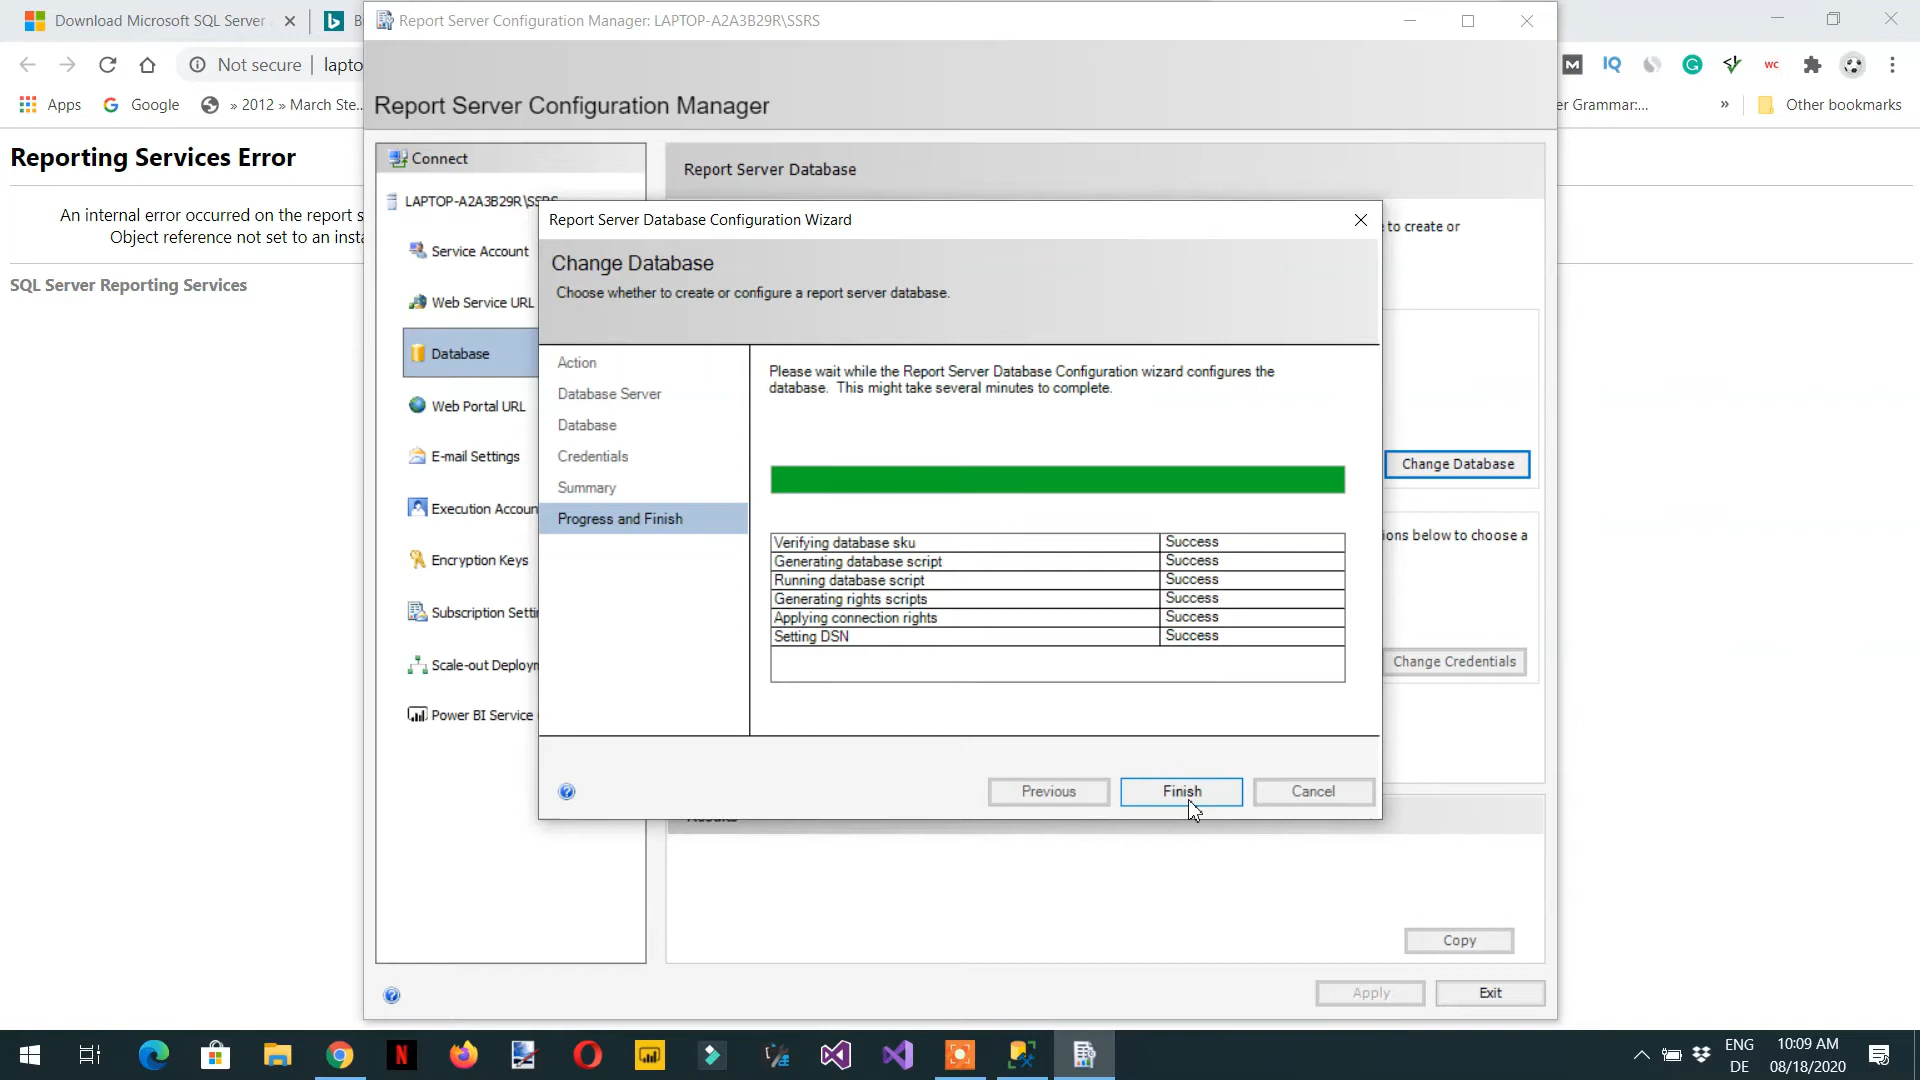 Download Microsoft SQL Server
Report Server Configuration Manager: LAPTOP-A2A3B29R\SSRS
Not secure
lapto
Apps
Google
» 2012 » March Ste...
er Grammar:...
»
Other bookmarks
Reporting Services Error
An internal error occurred on the report s
Object reference not set to an insta
SQL Server Reporting Services
Report Server Configuration Manager
Connect
LAPTOP-A2A3B29R\SSRS
Service Account
Web Service URL
Database
Web Portal URL
E-mail Settings
Execution Accoun
Encryption Keys
Subscription Setti
Scale-out Deploym
Power BI Service
Report Server Database
to create or
Change Database
ions below to choose a
Change Credentials
Report Server Database Configuration Wizard
Change Database
Choose whether to create or configure a report server database.
Action
Database Server
Database
Credentials
Summary
Progress and Finish
Please wait while the Report Server Database Configuration wizard configures the
database. This might take several minutes to complete.
Verifying database sku Success
Generating database script Success
Running database script Success
Generating rights scripts Success
Applying connection rights Success
Setting DSN Success
Previous
Finish
Cancel
Results
Copy
Apply
Exit
ENG
DE
10:09 AM
08/18/2020